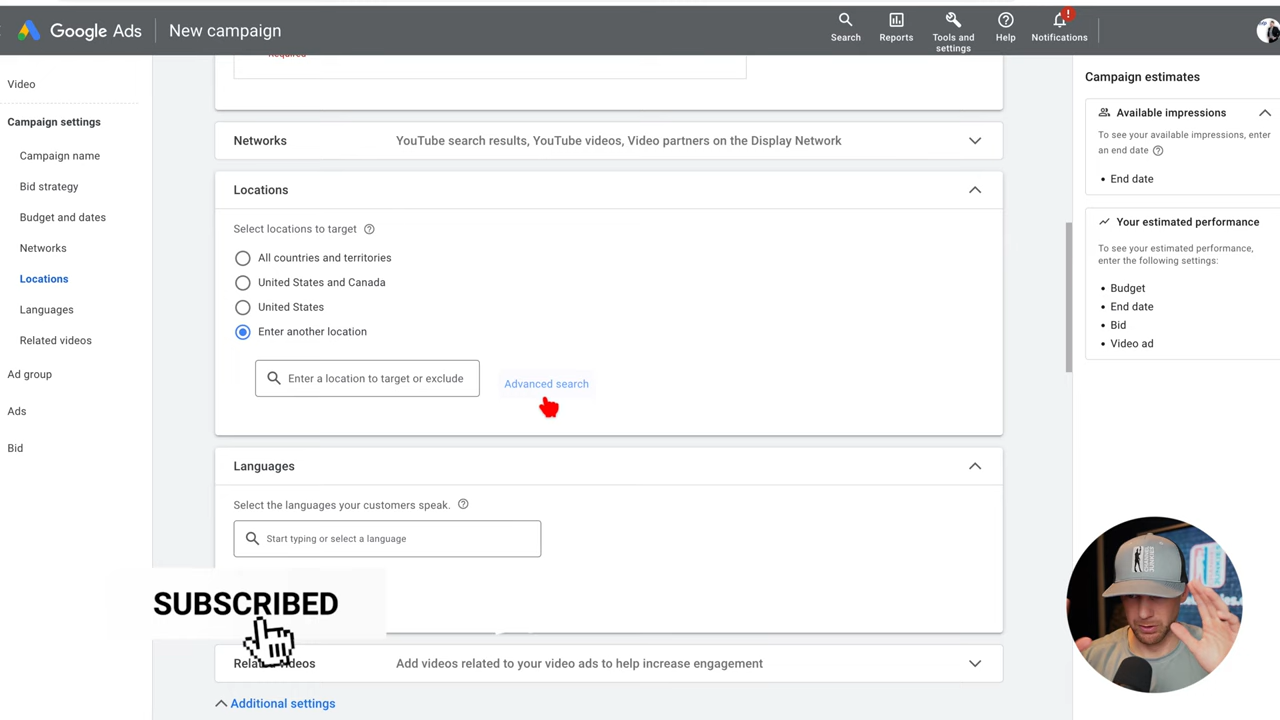 Google Ads
New campaign
Search
Reports
Tools and
settings
Help
!
Notifications
Video
Campaign settings
Campaign name
Bid strategy
Budget and dates
Networks
Locations
Languages
Related videos
Ad group
Ads
Bid
Required
Networks
YouTube search results, YouTube videos, Video partners on the Display Network
Locations
Select locations to target
All countries and territories
United States and Canada
United States
Enter another location
Enter a location to target or exclude
Advanced search
Languages
Select the languages your customers speak.
Start typing or select a language
SUBSCRIBED
Add videos related to your video ads to help increase engagement
Additional settings
Campaign estimates
Available impressions
To see your available impressions, enter
an end date
• End date
Your estimated performance
To see your estimated performance,
enter the following settings:
• Budget
• End date
• Bid
• Video ad